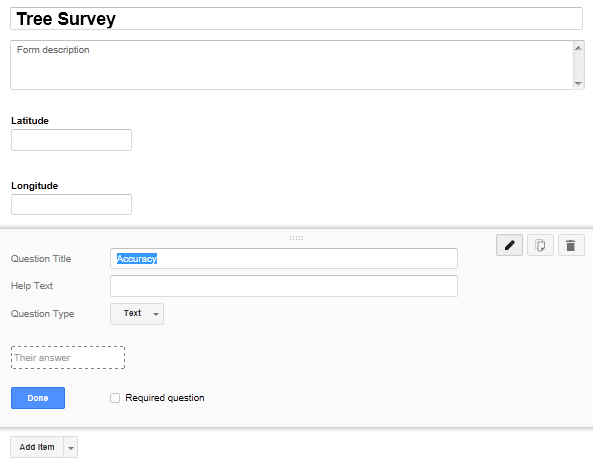 Tree Survey
Form description
Latitude
Longitude
Question Title Accuracy
Help Text
Question Type Text
Their answer
Done Required question
Add item